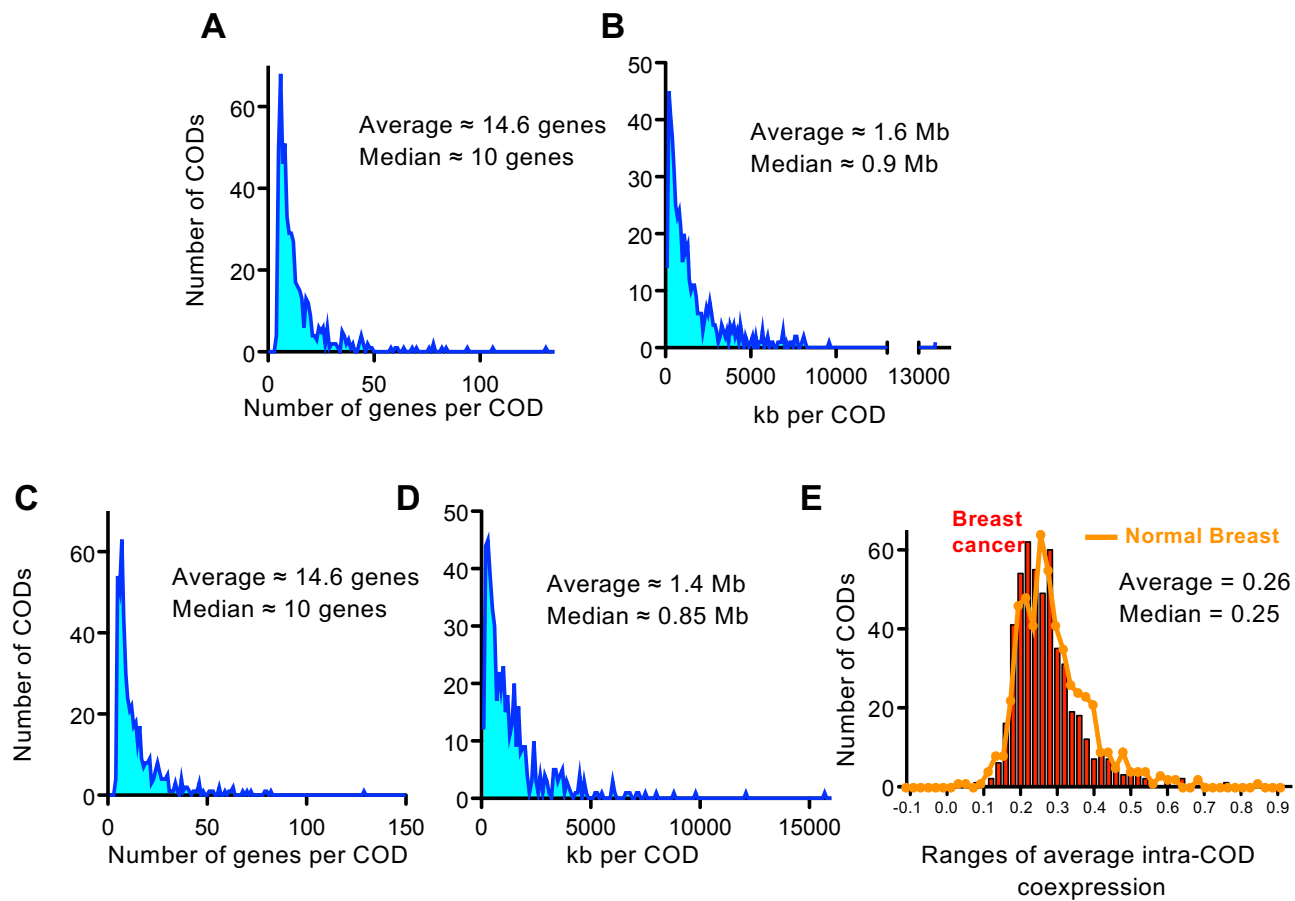 A
Number of CODs
60
40
20
0
Average ≈ 14.6 genes
Median ≈ 10 genes
0 50 100
Number of genes per COD
B
50
40
30
20
10
0
Average ≈ 1.6 Mb
Median ≈ 0.9 Mb
0 5000 10000 13000
kb per COD
C
Number of CODs
60
40
20
0
Average ≈ 14.6 genes
Median ≈ 10 genes
0 50 100 150
Number of genes per COD
D
50
40
30
20
10
0
Average ≈ 1.4 Mb
Median ≈ 0.85 Mb
0 5000 10000 15000
kb per COD
E
Number of CODs
60
40
20
0
Breast
cancer
Normal Breast
Average = 0.26
Median = 0.25
-0.1 0.0 0.1 0.2 0.3 0.4 0.5 0.6 0.7 0.8 0.9
Ranges of average intra-COD
coexpression